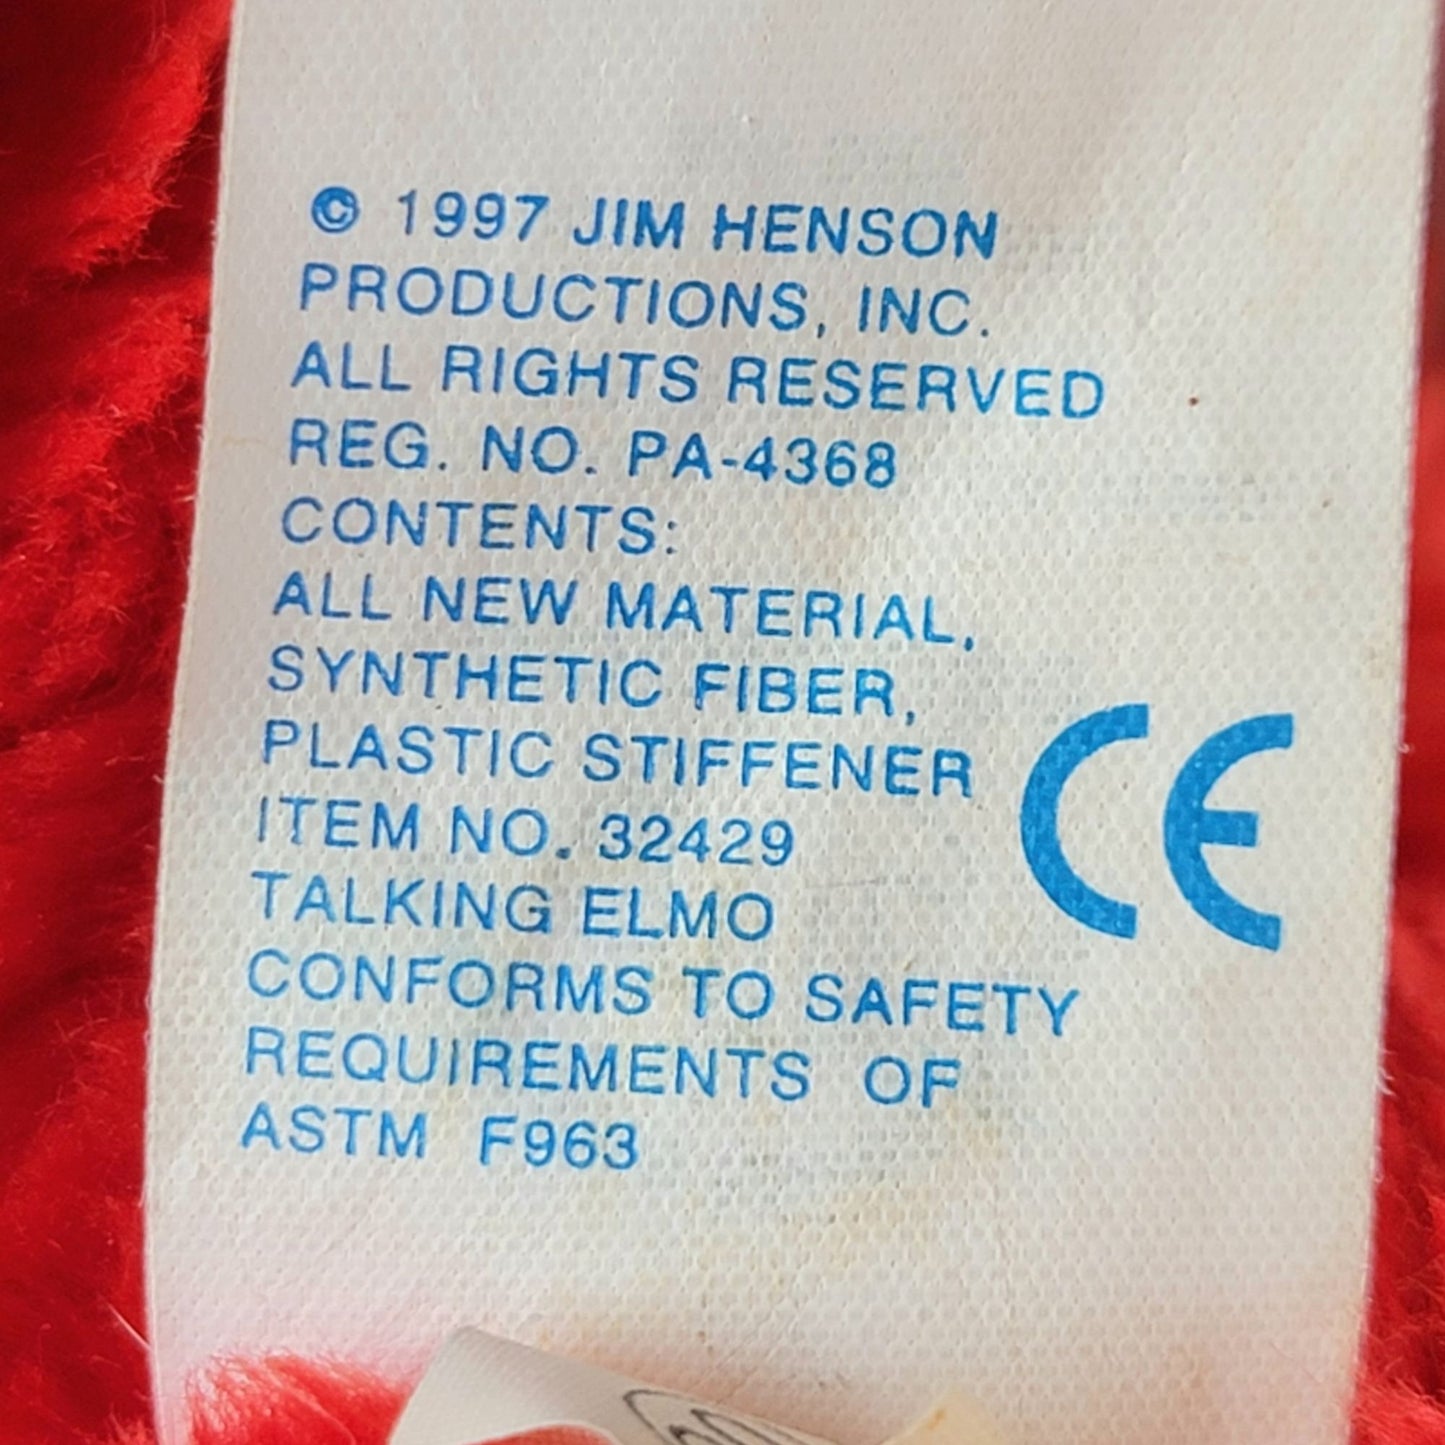 © 1997 JIM HENSON
PRODUCTIONS, INC.
ALL RIGHTS RESERVED
REG. NO. PA-4368
CONTENTS:
ALL NEW MATERIAL,
SYNTHETIC FIBER,
PLASTIC STIFFENER
ITEM NO. 32429
TALKING ELMO
CONFORMS TO SAFETY
REQUIREMENTS OF
ASTM F963
CE